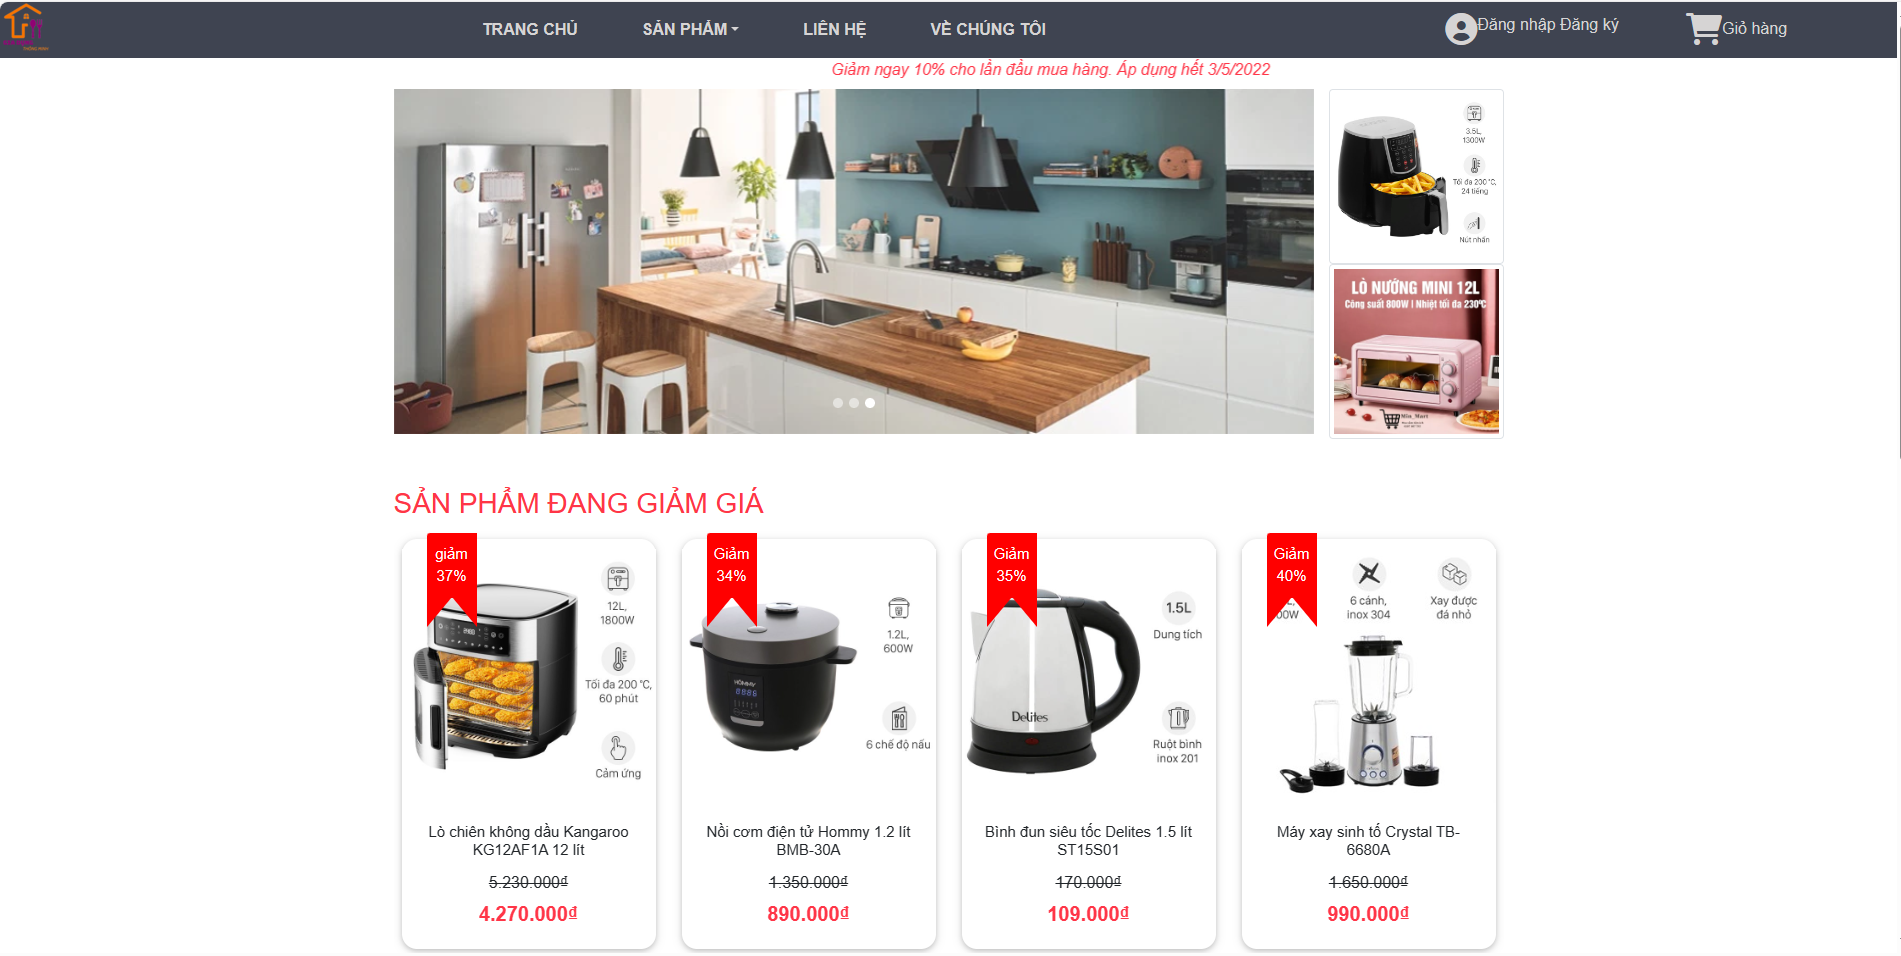 TRANG CHỦ
SẢN PHẨM
LIÊN HỆ
VỀ CHÚNG TÔI
Đăng nhập Đăng ký
Giỏ hàng
Giảm ngay 10% cho lần đầu mua hàng. Áp dụng hết 3/5/2022
3.5L,
1300W
Tối đa 200 °C,
24 tiếng
Nút nhấn
LÒ NƯỚNG MINI 12L
Công suất 800W | Nhiệt tối đa 230ºC
SẢN PHẨM ĐANG GIẢM GIÁ
giảm
37%
12L,
1800W
Tối đa 200 °C,
60 phút
Cảm ứng
Lò chiên không dầu Kangaroo
KG12AF1A 12 lít
5.230.000₫
4.270.000₫
Giảm
34%
1.2L,
600W
HOMMY
6 chế độ nấu
Nồi cơm điện tử Hommy 1.2 lít
BMB-30A
1.350.000₫
890.000₫
Giảm
35%
1.5L
Dung tích
Delites
Ruột bình
inox 201
Bình đun siêu tốc Delites 1.5 lít
ST15S01
170.000₫
109.000₫
Giảm
40%
6 cánh,
inox 304
Xay được
đá nhỏ
Máy xay sinh tố Crystal TB-
6680A
1.650.000₫
990.000₫